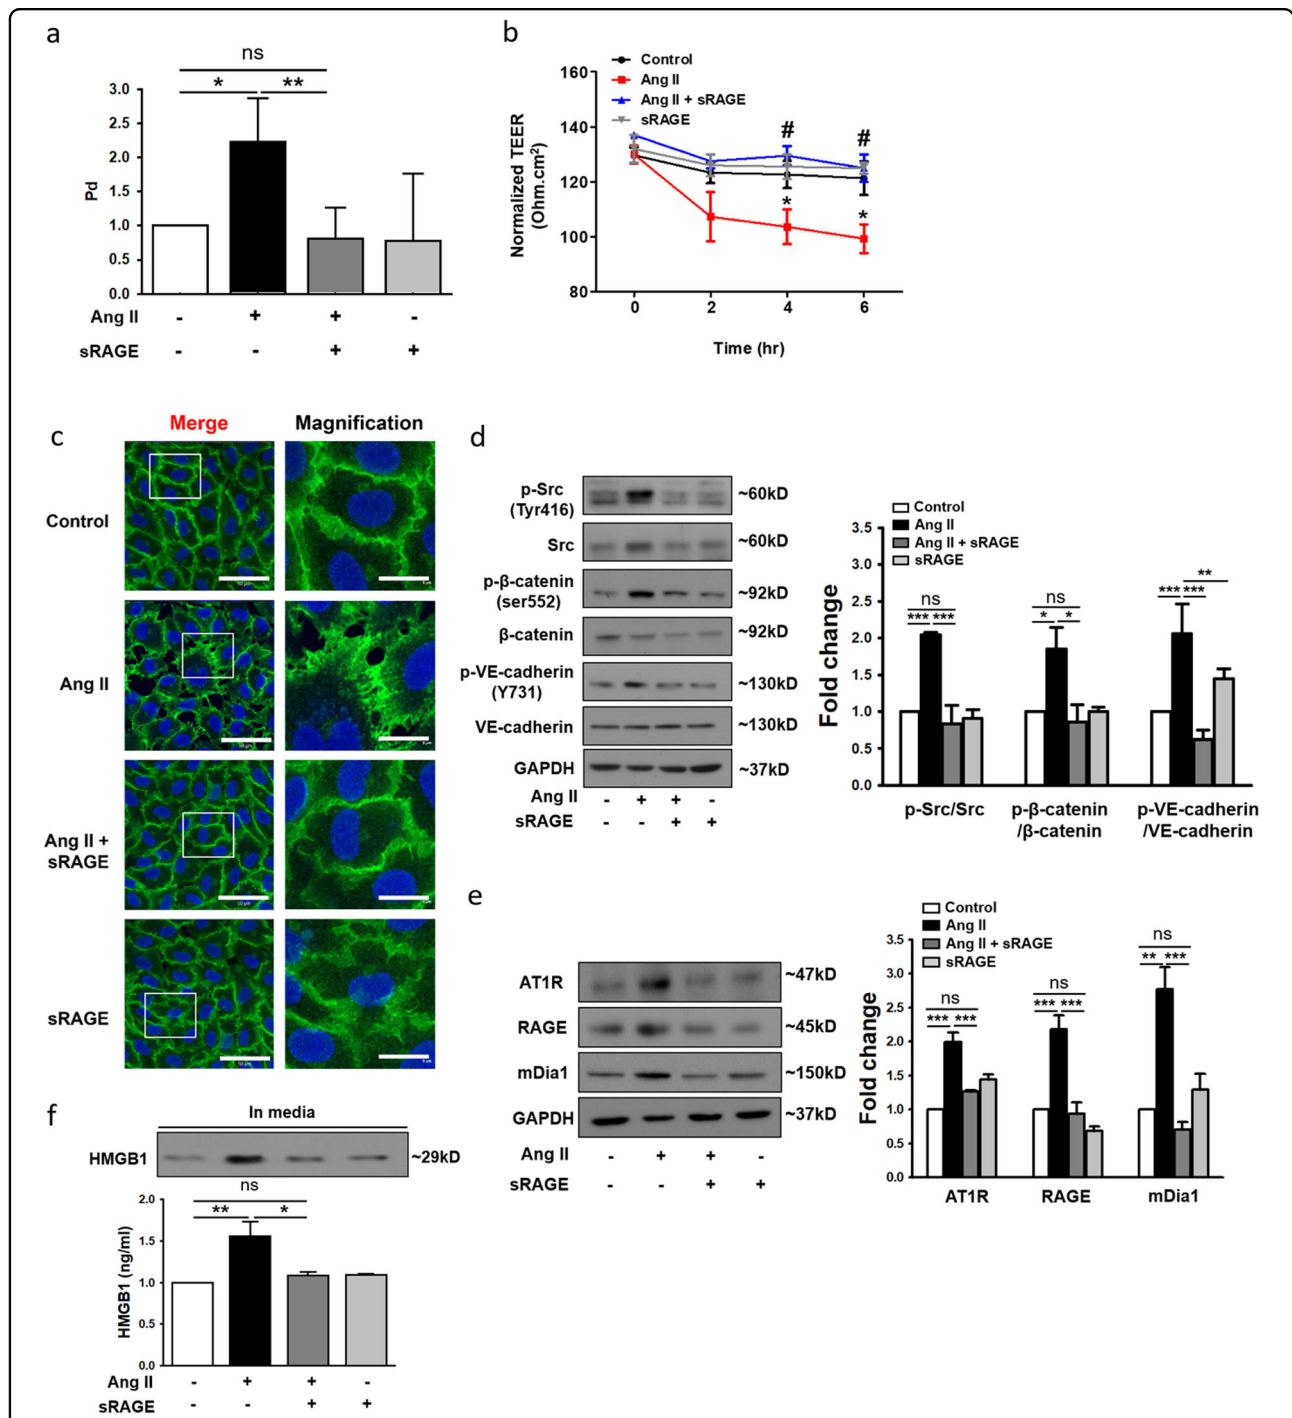 a
ns
* **
3.0
2.5
2.0
1.5
1.0
0.5
0.0
Pd
Ang II - + + -
sRAGE - - + +
b
Control
Ang II
Ang II + sRAGE
sRAGE
160
140
120
100
80
Normalized TEER
(Ohm.cm²)
# #
* *
0 2 4 6
Time (hr)
c
Merge Magnification
Control
Ang II
Ang II +
sRAGE
sRAGE
d
p-Src
(Tyr416)
~60kD
Src ~60kD
p-β-catenin
(ser552)
~92kD
β-catenin ~92kD
p-VE-cadherin
(Y731)
~130kD
VE-cadherin ~130kD
GAPDH ~37kD
Ang II - + + -
sRAGE - - + +
Control
Ang II
Ang II + sRAGE
sRAGE
3.5
3.0
2.5
2.0
1.5
1.0
0.5
0.0
Fold change
ns
*** ***
ns
* *
**
*** ***
p-Src/Src p-β-catenin p-VE-cadherin
/β-catenin /VE-cadherin
e
AT1R ~47kD
RAGE ~45kD
mDia1 ~150kD
GAPDH ~37kD
Ang II - + + -
sRAGE - - + +
Control
Ang II
Ang II + sRAGE
sRAGE
3.5
3.0
2.5
2.0
1.5
1.0
0.5
0.0
Fold change
ns
*** ***
ns
*** ***
ns
** ***
AT1R RAGE mDia1
f
In media
HMGB1 ~29kD
ns
** *
2.0
1.5
1.0
0.5
0.0
HMGB1 (ng/ml)
Ang II - + + -
sRAGE - - + +